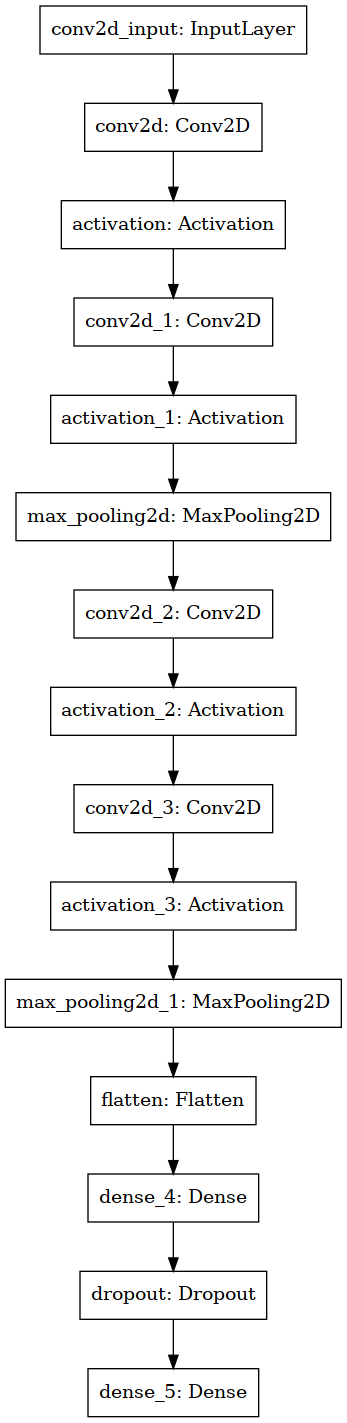 conv2d_input: InputLayer
conv2d: Conv2D
activation: Activation
conv2d_1: Conv2D
activation_1: Activation
max_pooling2d: MaxPooling2D
conv2d_2: Conv2D
activation_2: Activation
conv2d_3: Conv2D
activation_3: Activation
max_pooling2d_1: MaxPooling2D
flatten: Flatten
dense_4: Dense
dropout: Dropout
dense_5: Dense